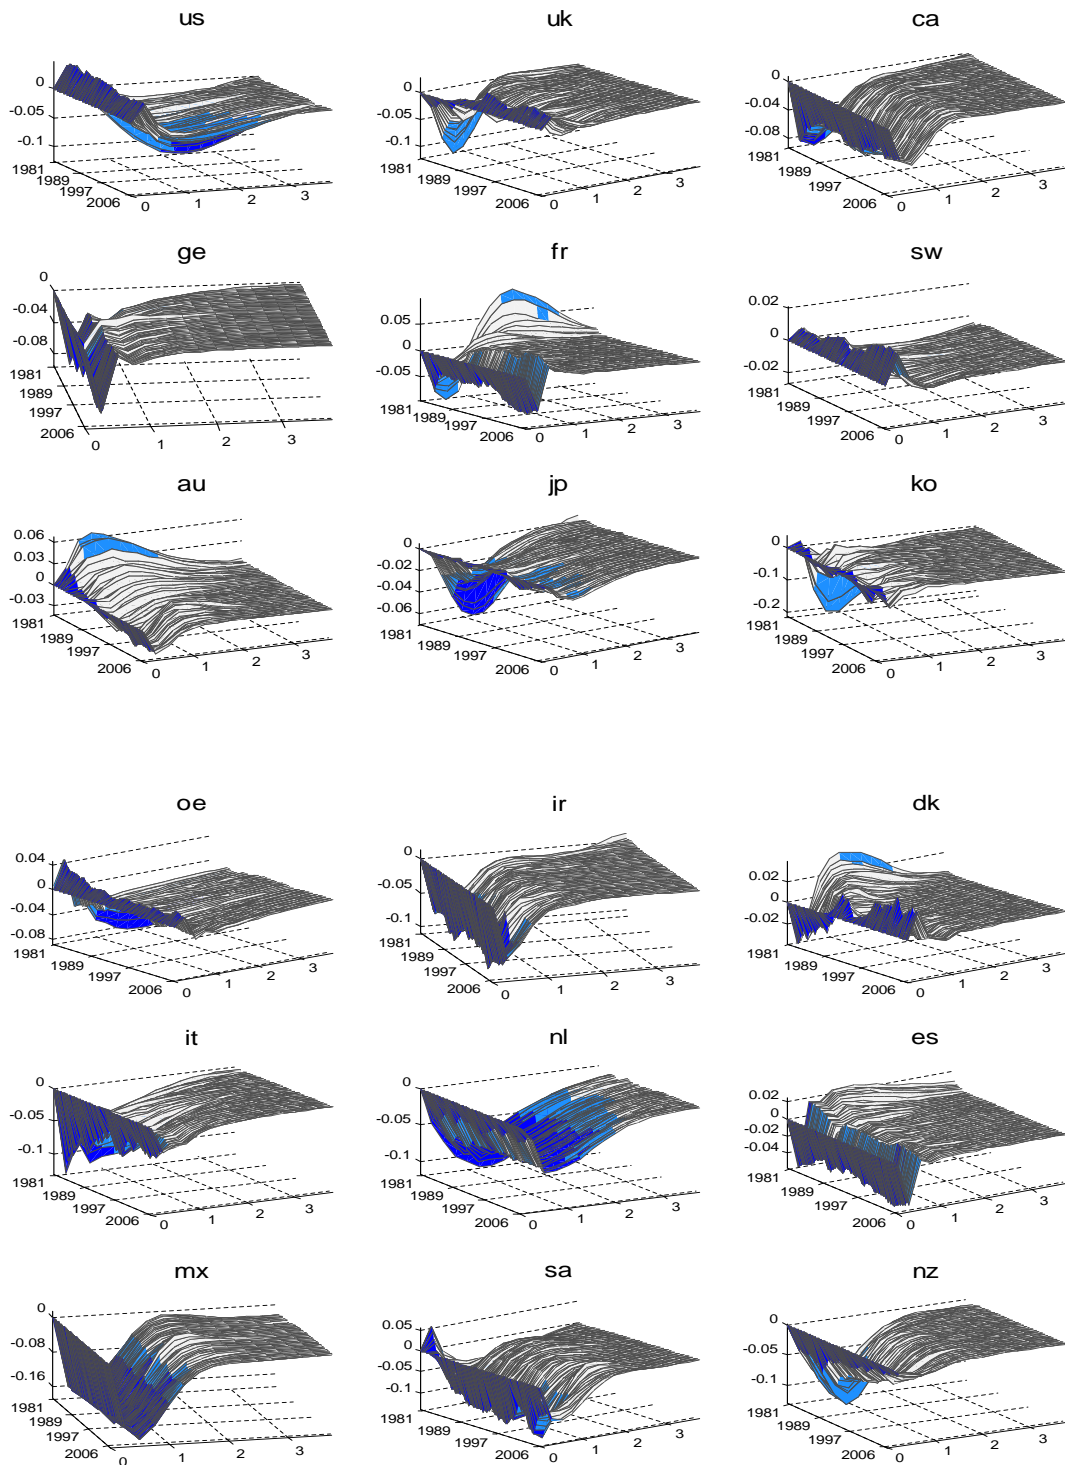 us uk ca
0 -0.05 -0.1 1981 1989 1997 2006 0 1 2 3
0 -0.05 -0.1 1981 1989 1997 2006 0 1 2 3
0 -0.04 -0.08 1981 1989 1997 2006 0 1 2 3
ge fr sw
0 -0.04 -0.08 1981 1989 1997 2006 0 1 2 3
0.05 0 -0.05 1981 1989 1997 2006 0 1 2 3
0.02 0 -0.02 1981 1989 1997 2006 0 1 2 3
au jp ko
0.06 0.03 0 -0.03 1981 1989 1997 2006 0 1 2 3
0 -0.02 -0.04 -0.06 1981 1989 1997 2006 0 1 2 3
0 -0.1 -0.2 1981 1989 1997 2006 0 1 2 3
oe ir dk
0.04 0 -0.04 -0.08 1981 1989 1997 2006 0 1 2 3
0 -0.05 -0.1 1981 1989 1997 2006 0 1 2 3
0.02 0 -0.02 1981 1989 1997 2006 0 1 2 3
it nl es
0 -0.05 -0.1 1981 1989 1997 2006 0 1 2 3
0 -0.05 -0.1 1981 1989 1997 2006 0 1 2 3
0.02 0 -0.02 -0.04 1981 1989 1997 2006 0 1 2 3
mx sa nz
0 -0.08 -0.16 1981 1989 1997 2006 0 1 2 3
0.05 0 -0.05 -0.1 1981 1989 1997 2006 0 1 2 3
0 -0.05 -0.1 1981 1989 1997 2006 0 1 2 3